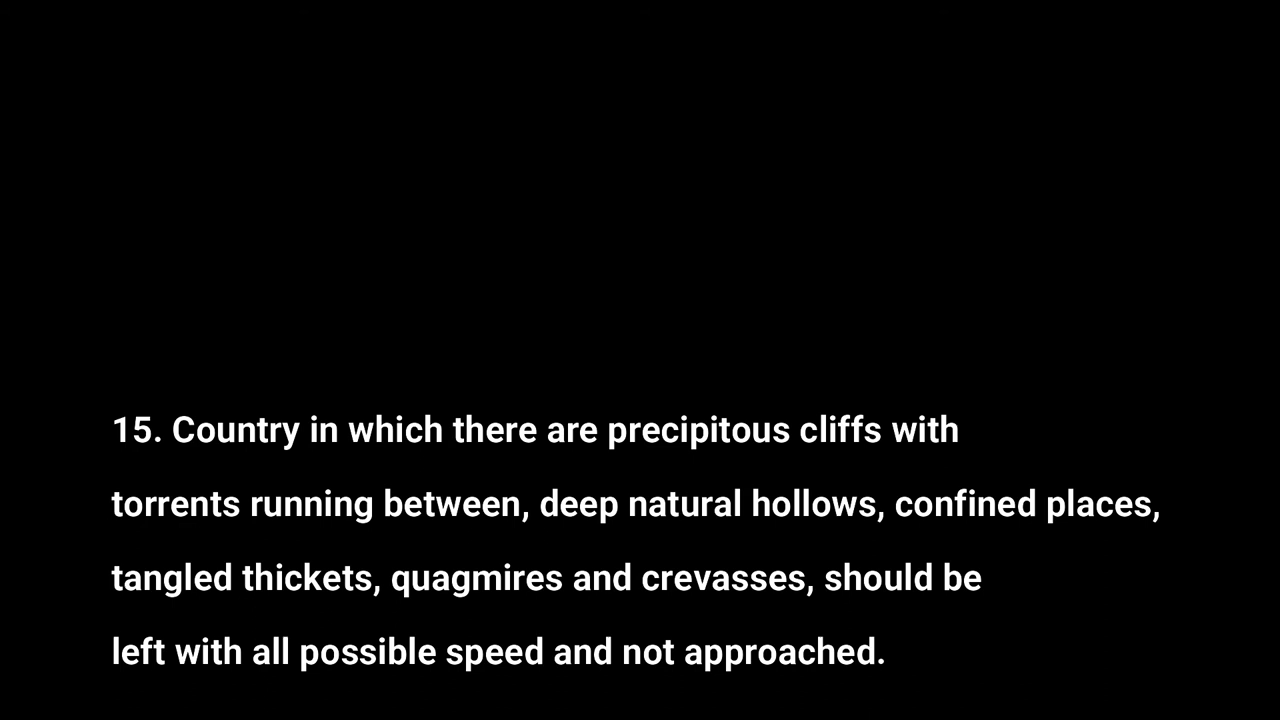 15. Country in which there are precipitous cliffs with
torrents running between, deep natural hollows, confined places,
tangled thickets, quagmires and crevasses, should be
left with all possible speed and not approached.